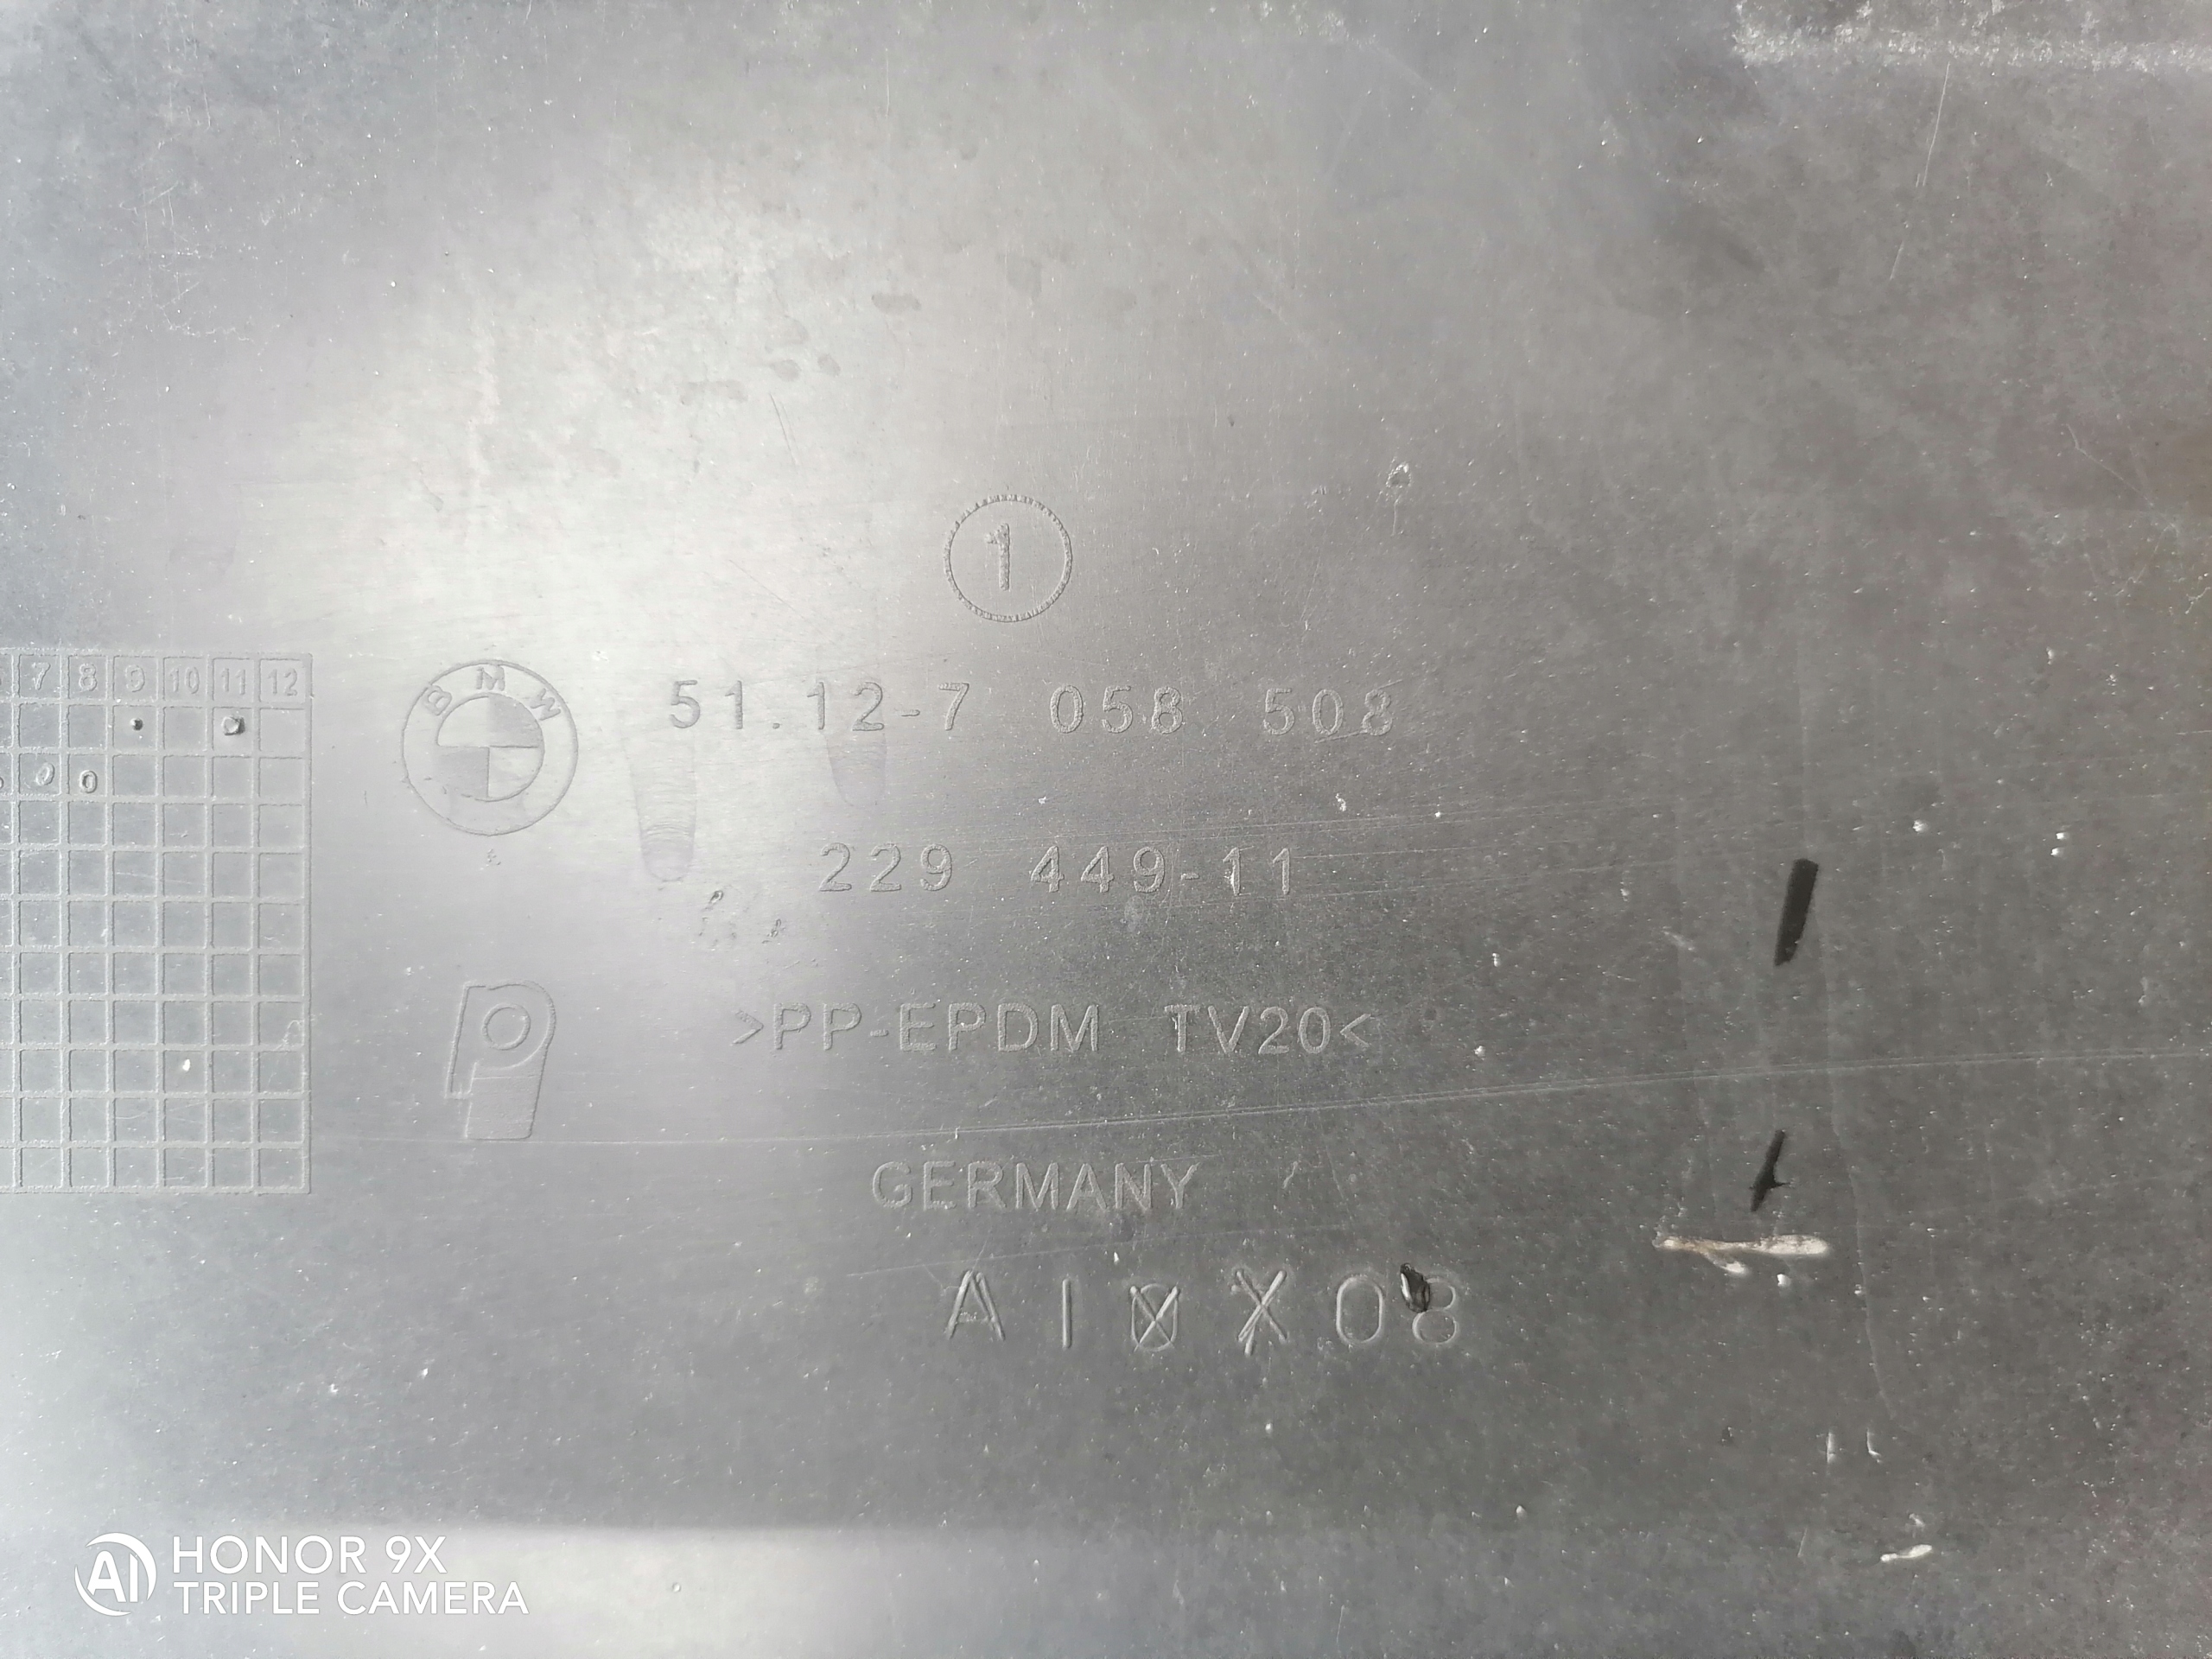 1
7 8 9 10 11 12
BMW 51.12-7 058 508
229 449-11
>PP-EPDM TV20<
GERMANY
AI HONOR 9X
TRIPLE CAMERA